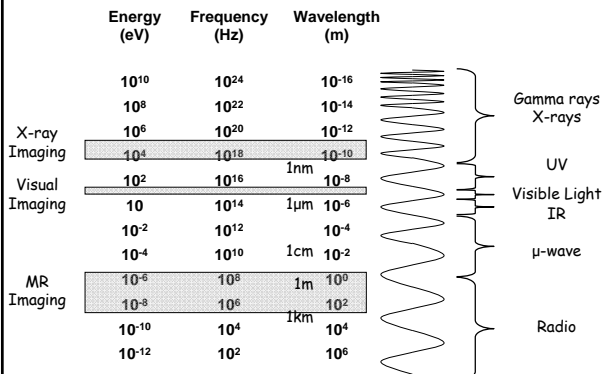 Energy Frequency Wavelength
(eV) (Hz) (m)
10¹⁰ 10²⁴ 10⁻¹⁶
10⁸ 10²² 10⁻¹⁴
Gamma rays
X-rays
10⁶ 10²⁰ 10⁻¹²
X-ray
Imaging
10⁴ 10¹⁸ 10⁻¹⁰
1nm
UV
10² 10¹⁶ 10⁻⁸
Visual
Imaging
Visible Light
10 10¹⁴ 1μm 10⁻⁶
IR
10⁻² 10¹² 10⁻⁴
10⁻⁴ 10¹⁰ 1cm 10⁻²
μ-wave
MR
Imaging
10⁻⁶ 10⁸ 1m 10⁰
10⁻⁸ 10⁶ 10²
1km
10⁻¹⁰ 10⁴ 10⁴
Radio
10⁻¹² 10² 10⁶